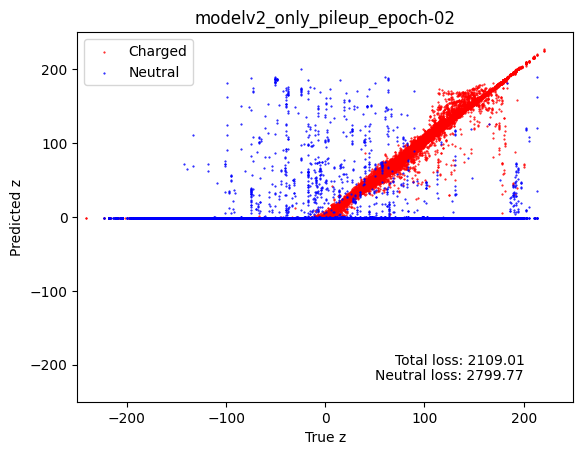 modelv2_only_pileup_epoch-02
Charged
Neutral
Predicted z
200
100
0
−100
−200
Total loss: 2109.01
Neutral loss: 2799.77
−200
−100
0
100
200
True z